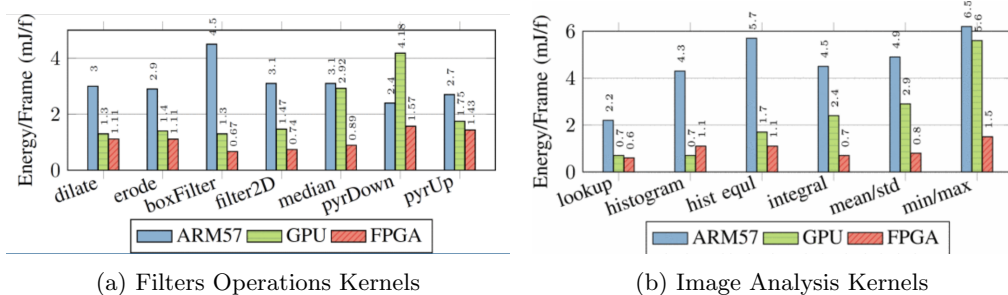 Energy/Frame (mJ/f)
4
2
0
3
1.3
1.11
2.9
1.4
1.11
4.5
1.3
0.67
3.1
1.47
0.74
3.1
2.92
0.89
2.4
4.18
1.57
2.7
1.75
1.43
dilate
erode
boxFilter
filter2D
median
pyrDown
pyrUp
ARM57 GPU FPGA
(a) Filters Operations Kernels
Energy/Frame (mJ/f)
6
4
2
0
2.2
0.7
0.6
4.3
0.7
1.1
5.7
1.7
1.1
4.5
2.4
0.7
4.9
2.9
0.8
6.5
5.6
1.5
lookup
histogram
hist equl
integral
mean/std
min/max
ARM57 GPU FPGA
(b) Image Analysis Kernels